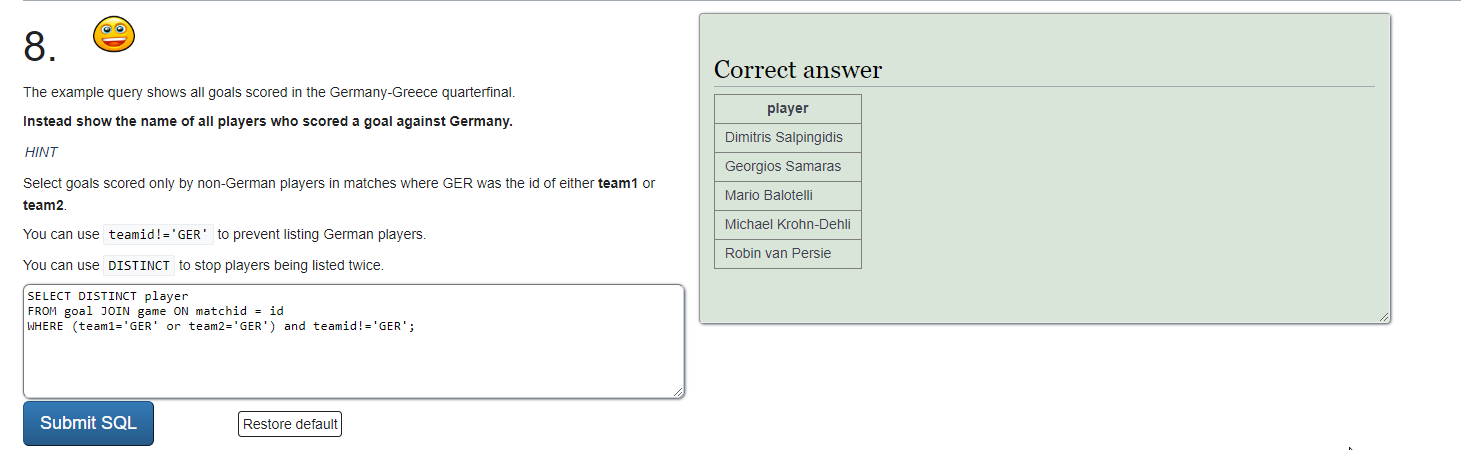 8.
The example query shows all goals scored in the Germany-Greece quarterfinal.
Instead show the name of all players who scored a goal against Germany.
HINT
Select goals scored only by non-German players in matches where GER was the id of either team1 or
team2.
You can use teamid!='GER' to prevent listing German players.
You can use DISTINCT to stop players being listed twice.
SELECT DISTINCT player
FROM goal JOIN game ON matchid = id
WHERE (team1='GER' or team2='GER') and teamid!='GER';
Submit SQL
Restore default
Correct answer
player
Dimitris Salpingidis
Georgios Samaras
Mario Balotelli
Michael Krohn-Dehli
Robin van Persie